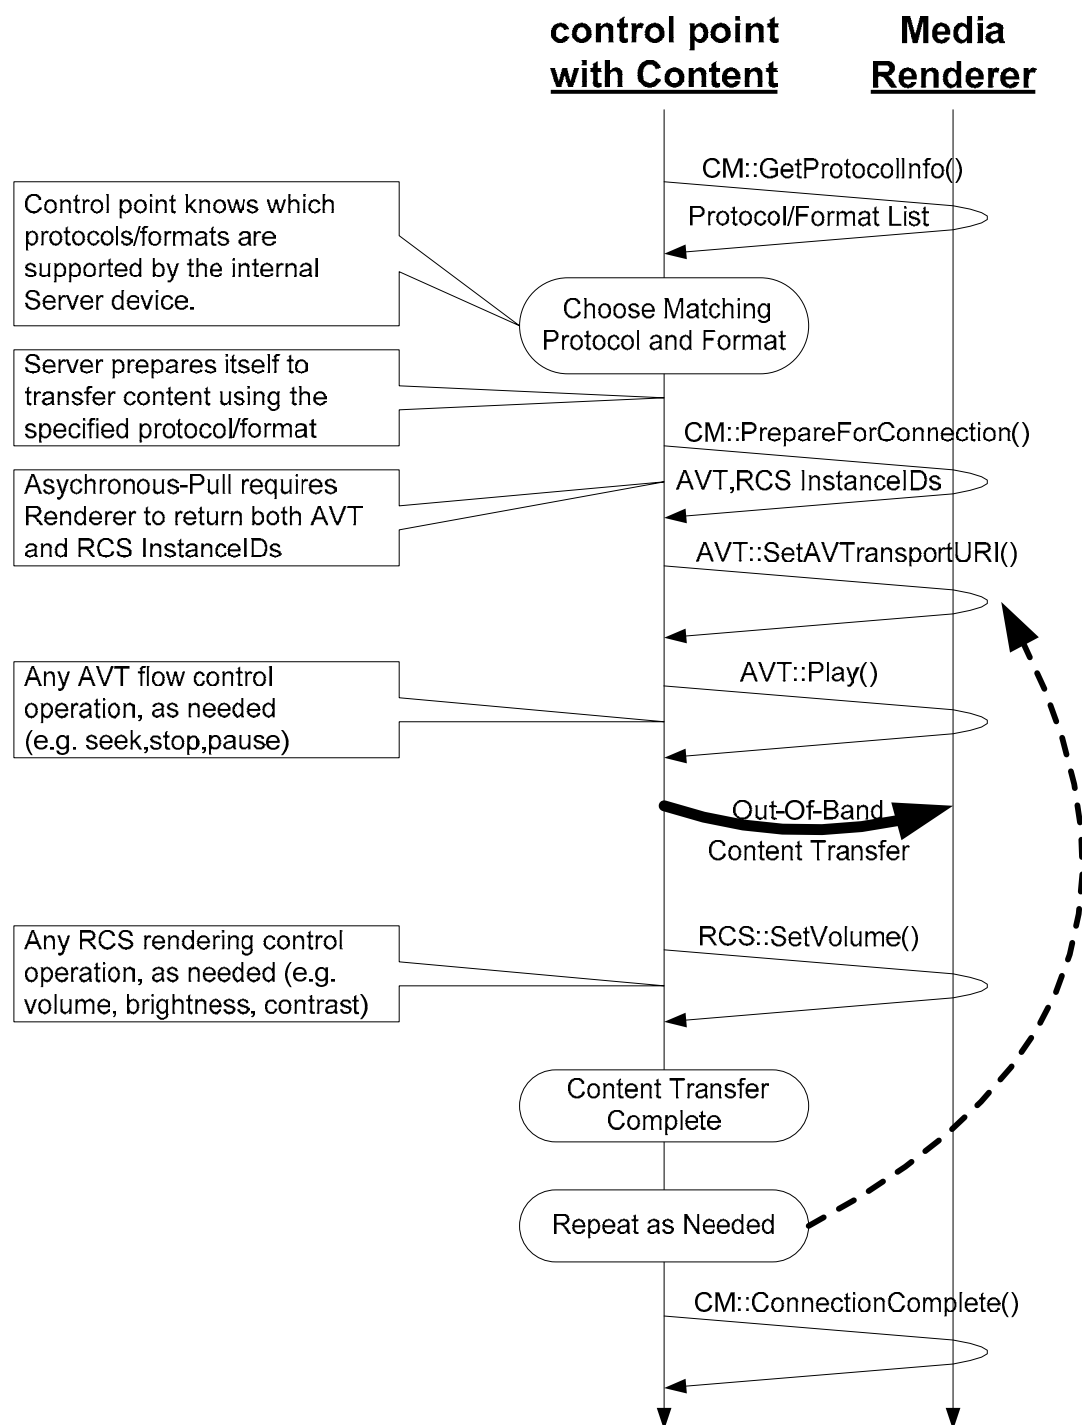 control point
with Content
Media
Renderer
CM::GetProtocolInfo()
Protocol/Format List
Control point knows which
protocols/formats are
supported by the internal
Server device.
Choose Matching
Protocol and Format
Server prepares itself to
transfer content using the
specified protocol/format
CM::PrepareForConnection()
AVT,RCS InstanceIDs
Asychronous-Pull requires
Renderer to return both AVT
and RCS InstanceIDs
AVT::SetAVTransportURI()
Any AVT flow control
operation, as needed
(e.g. seek,stop,pause)
AVT::Play()
Out-Of-Band
Content Transfer
Any RCS rendering control
operation, as needed (e.g.
volume, brightness, contrast)
RCS::SetVolume()
Content Transfer
Complete
Repeat as Needed
CM::ConnectionComplete()